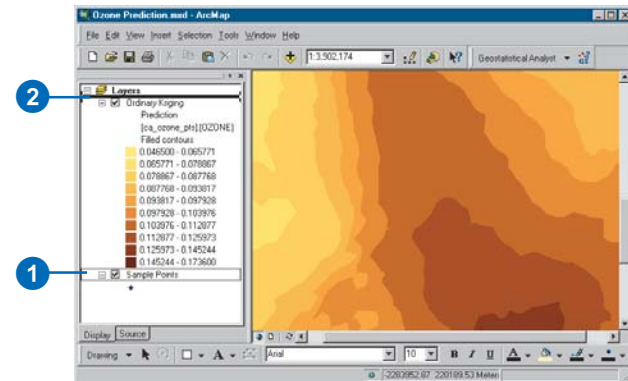 Ozone Prediction.mxd - ArcMap
File Edit View Insert Selection Tools Window Help
1:3,902,174
Geostatistical Analyst
2
Layers
Ordinary Kriging
Prediction
[ca_ozone_pts].[OZONE]
Filled contours
0.046500 - 0.065771
0.065771 - 0.078867
0.078867 - 0.087768
0.087768 - 0.093817
0.093817 - 0.097928
0.097928 - 0.103976
0.103976 - 0.112877
0.112877 - 0.125973
0.125973 - 0.145244
0.145244 - 0.173600
1
Sample Points
Display Source
Drawing A Arial 10 B I U A
-2283952.87 220189.53 Meters